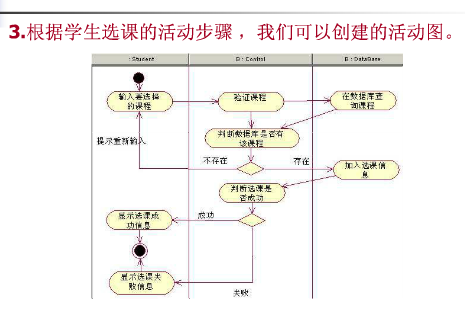 3.根据学生选课的活动步骤，我们可以创建的活动图。
: Student
B : Control
B : DataBase
输入要选择
的课程
验证课程
在数据库查
询课程
判断数据库是否有
该课程
提示重新输入
不存在
存在
加入选课信
息
判断选课是
否成功
显示选课成
功信息
成功
显示选课失
败信息
失败